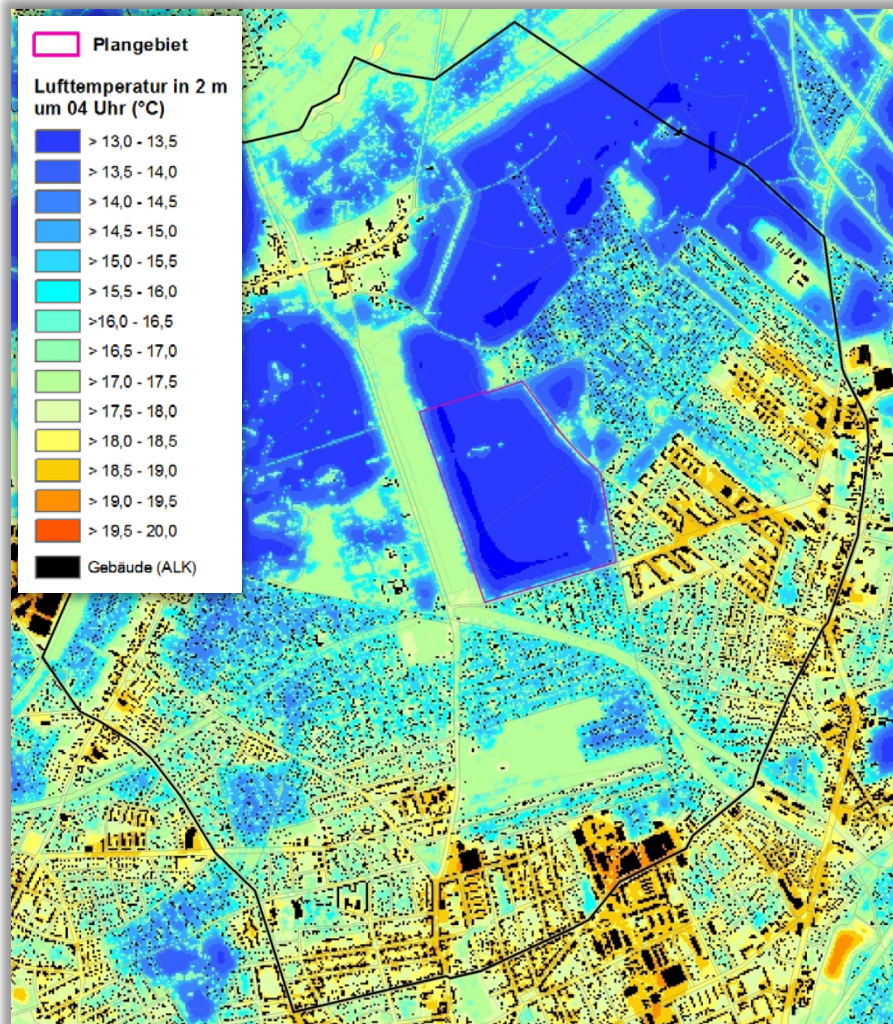 Plangebiet
Lufttemperatur in 2 m
um 04 Uhr (°C)
> 13,0 - 13,5
> 13,5 - 14,0
> 14,0 - 14,5
> 14,5 - 15,0
> 15,0 - 15,5
> 15,5 - 16,0
>16,0 - 16,5
> 16,5 - 17,0
> 17,0 - 17,5
> 17,5 - 18,0
> 18,0 - 18,5
> 18,5 - 19,0
> 19,0 - 19,5
> 19,5 - 20,0
Gebäude (ALK)